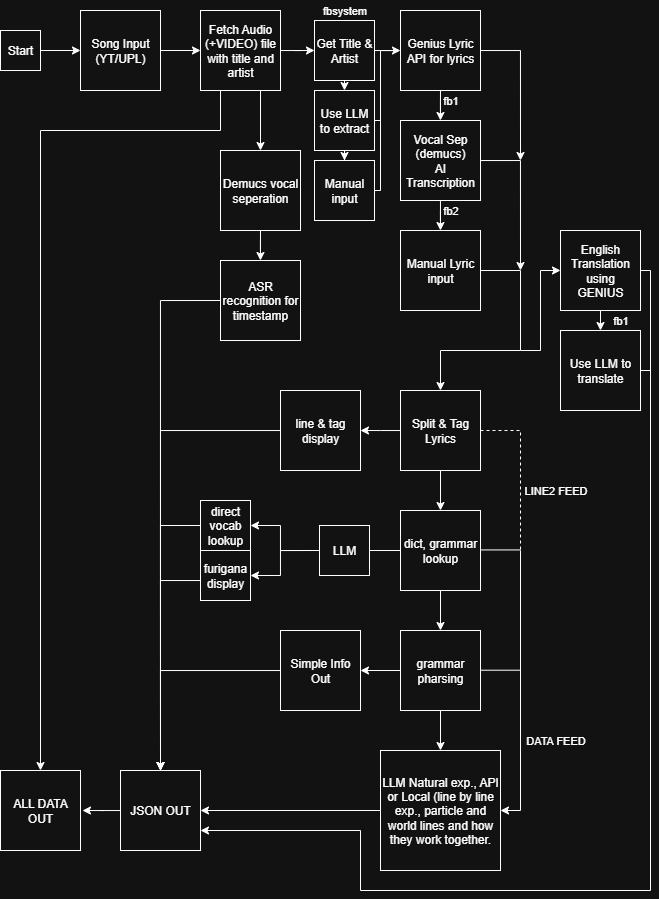 fbsystem
Start
Song Input
(YT/UPL)
Fetch Audio
(+VIDEO) file
with title and
artist
Get Title &
Artist
Genius Lyric
API for lyrics
fb1
Use LLM
to extract
Vocal Sep
(demucs)
AI
Transcription
Manual
input
Demucs vocal
seperation
fb2
Manual Lyric
input
English
Translation
using
GENIUS
ASR
recognition for
timestamp
fb1
Use LLM to
translate
line & tag
display
Split & Tag
Lyrics
LINE2 FEED
direct
vocab
lookup
furigana
display
LLM
dict, grammar
lookup
Simple Info
Out
grammar
pharsing
DATA FEED
ALL DATA
OUT
JSON OUT
LLM Natural exp., API
or Local (line by line
exp., particle and
world lines and how
they work together.